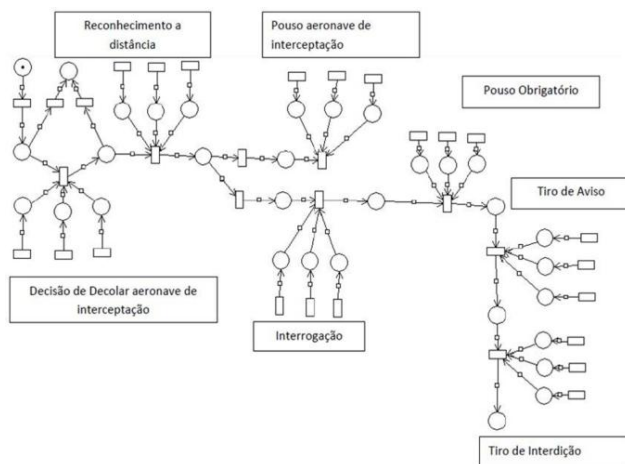 Reconhecimento a
distância
Pouso aeronave de
interceptação
Pouso Obrigatório
Tiro de Aviso
Decisão de Decolar aeronave de
interceptação
Interrogação
Tiro de Interdição